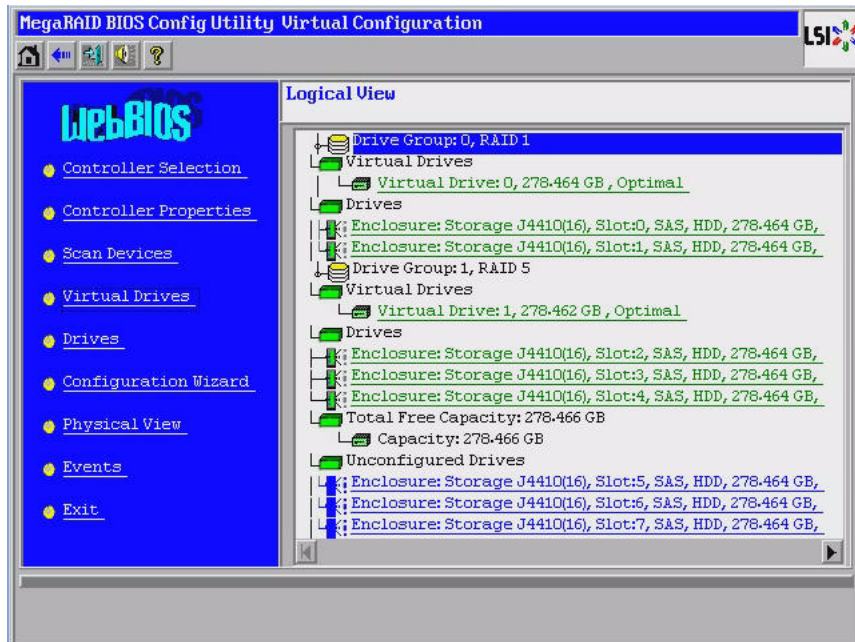 MegaRAID BIOS Config Utility Virtual Configuration
LSI
?
WebBIOS
Controller Selection
Controller Properties
Scan Devices
Virtual Drives
Drives
Configuration Wizard
Physical View
Events
Exit
Logical View
Drive Group: 0, RAID 1
Virtual Drives
Virtual Drive: 0, 278.464 GB , Optimal
Drives
Enclosure: Storage J4410(16), Slot:0, SAS, HDD, 278.464 GB,
Enclosure: Storage J4410(16), Slot:1, SAS, HDD, 278.464 GB,
Drive Group: 1, RAID 5
Virtual Drives
Virtual Drive: 1, 278.462 GB , Optimal
Drives
Enclosure: Storage J4410(16), Slot:2, SAS, HDD, 278.464 GB,
Enclosure: Storage J4410(16), Slot:3, SAS, HDD, 278.464 GB,
Enclosure: Storage J4410(16), Slot:4, SAS, HDD, 278.464 GB,
Total Free Capacity: 278.466 GB
Capacity: 278.466 GB
Unconfigured Drives
Enclosure: Storage J4410(16), Slot:5, SAS, HDD, 278.464 GB,
Enclosure: Storage J4410(16), Slot:6, SAS, HDD, 278.464 GB,
Enclosure: Storage J4410(16), Slot:7, SAS, HDD, 278.464 GB,